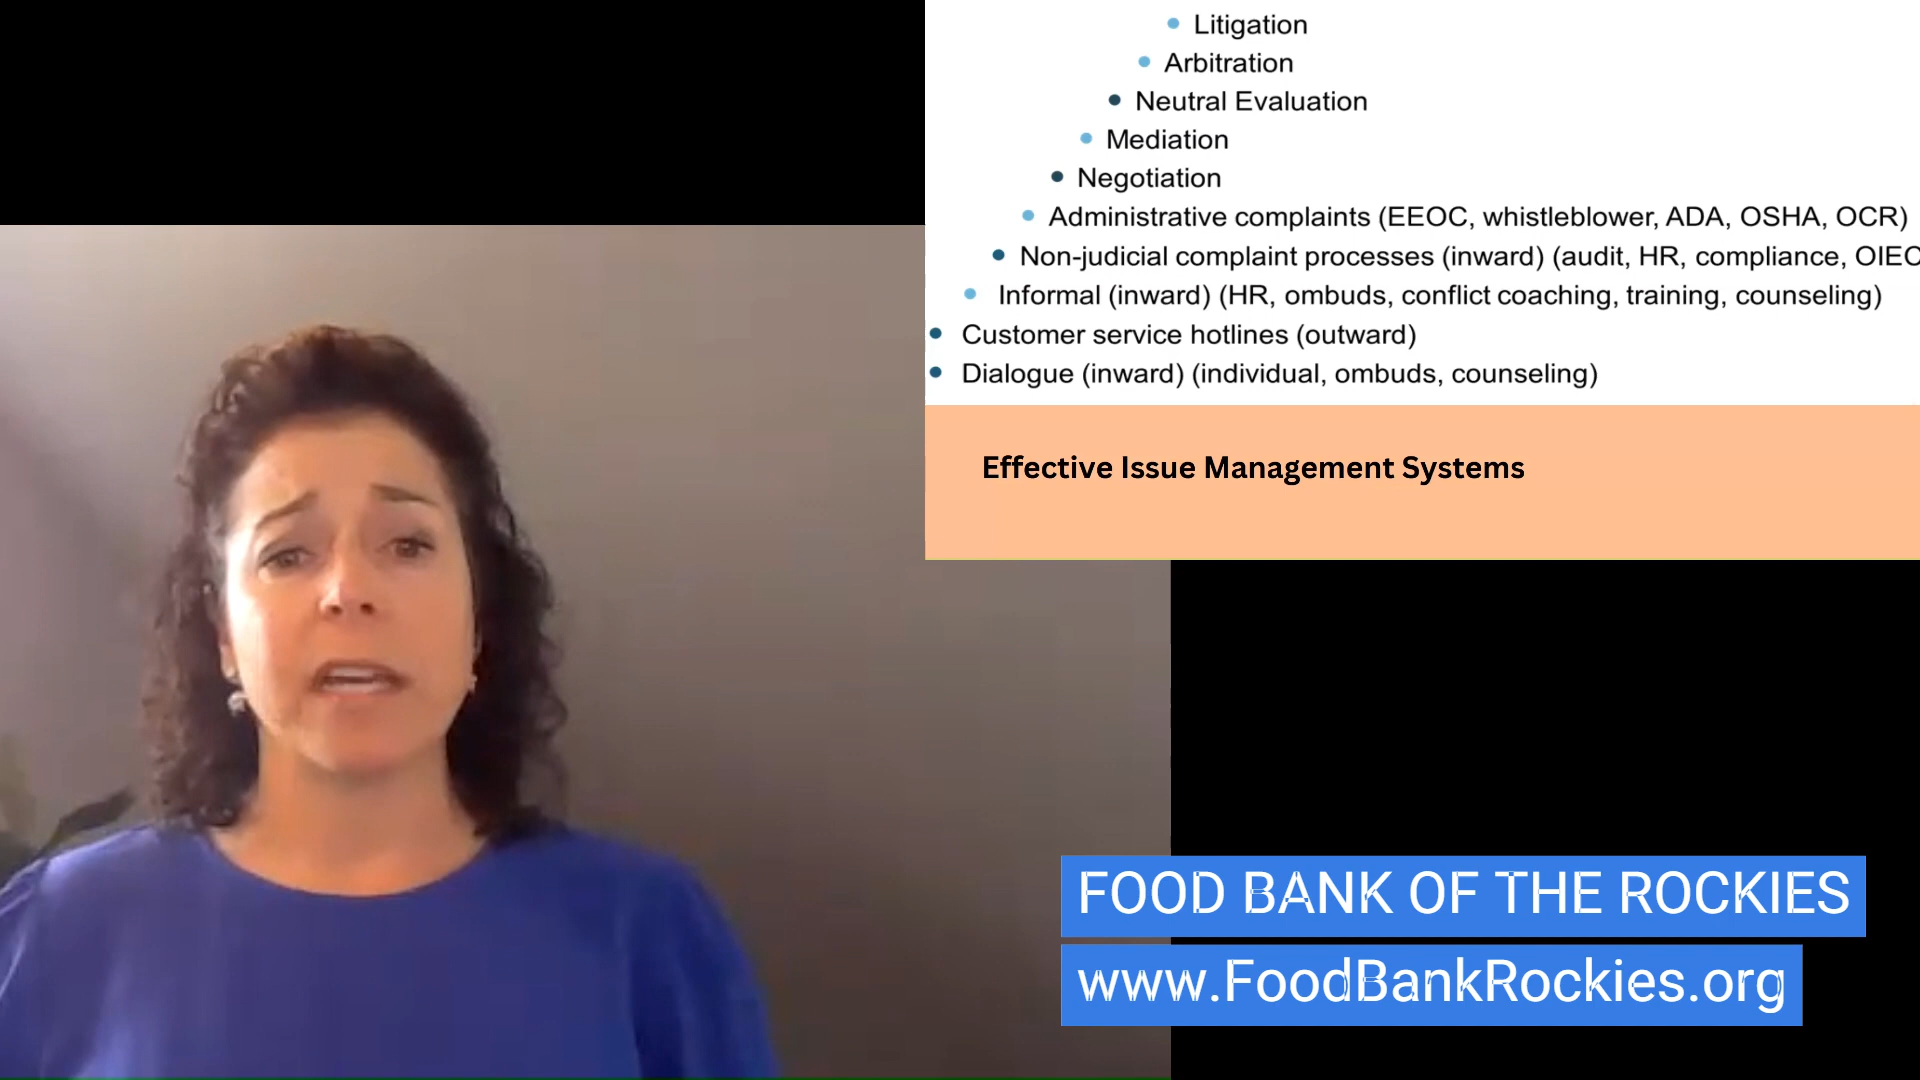 • Litigation
• Arbitration
• Neutral Evaluation
• Mediation
• Negotiation
• Administrative complaints (EEOC, whistleblower, ADA, OSHA, OCR)
• Non-judicial complaint processes (inward) (audit, HR, compliance, OIEC
• Informal (inward) (HR, ombuds, conflict coaching, training, counseling)
• Customer service hotlines (outward)
• Dialogue (inward) (individual, ombuds, counseling)
Effective Issue Management Systems
FOOD BANK OF THE ROCKIES
www.FoodBankRockies.org